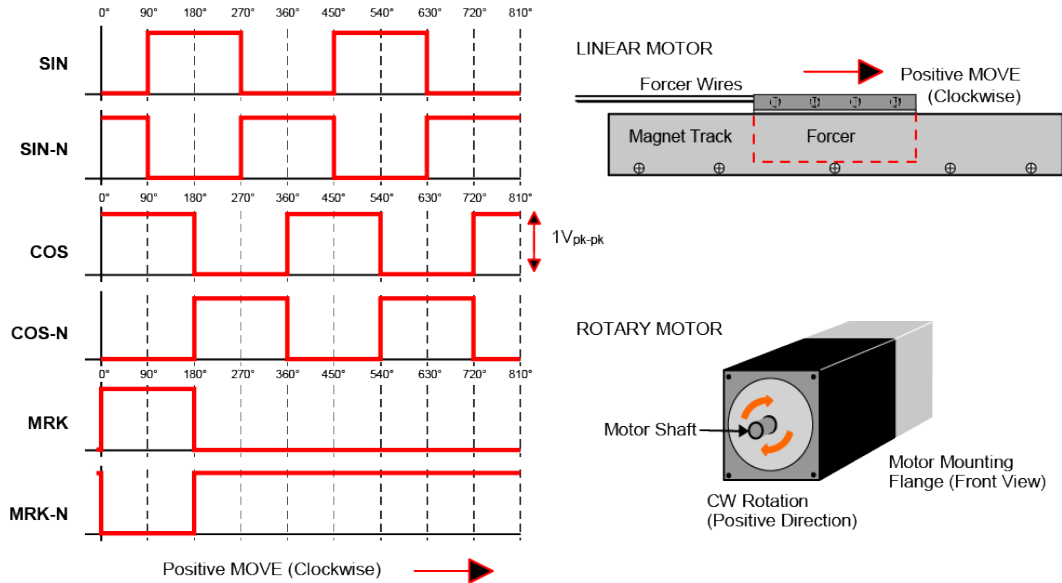 0° 90° 180° 270° 360° 450° 540° 630° 720° 810°
SIN
SIN-N
0° 90° 180° 270° 360° 450° 540° 630° 720° 810°
COS
1Vpk-pk
COS-N
0° 90° 180° 270° 360° 450° 540° 630° 720° 810°
MRK
MRK-N
Positive MOVE (Clockwise)
LINEAR MOTOR
Forcer Wires
Positive MOVE
(Clockwise)
Magnet Track
Forcer
ROTARY MOTOR
Motor Shaft
Motor Mounting
Flange (Front View)
CW Rotation
(Positive Direction)